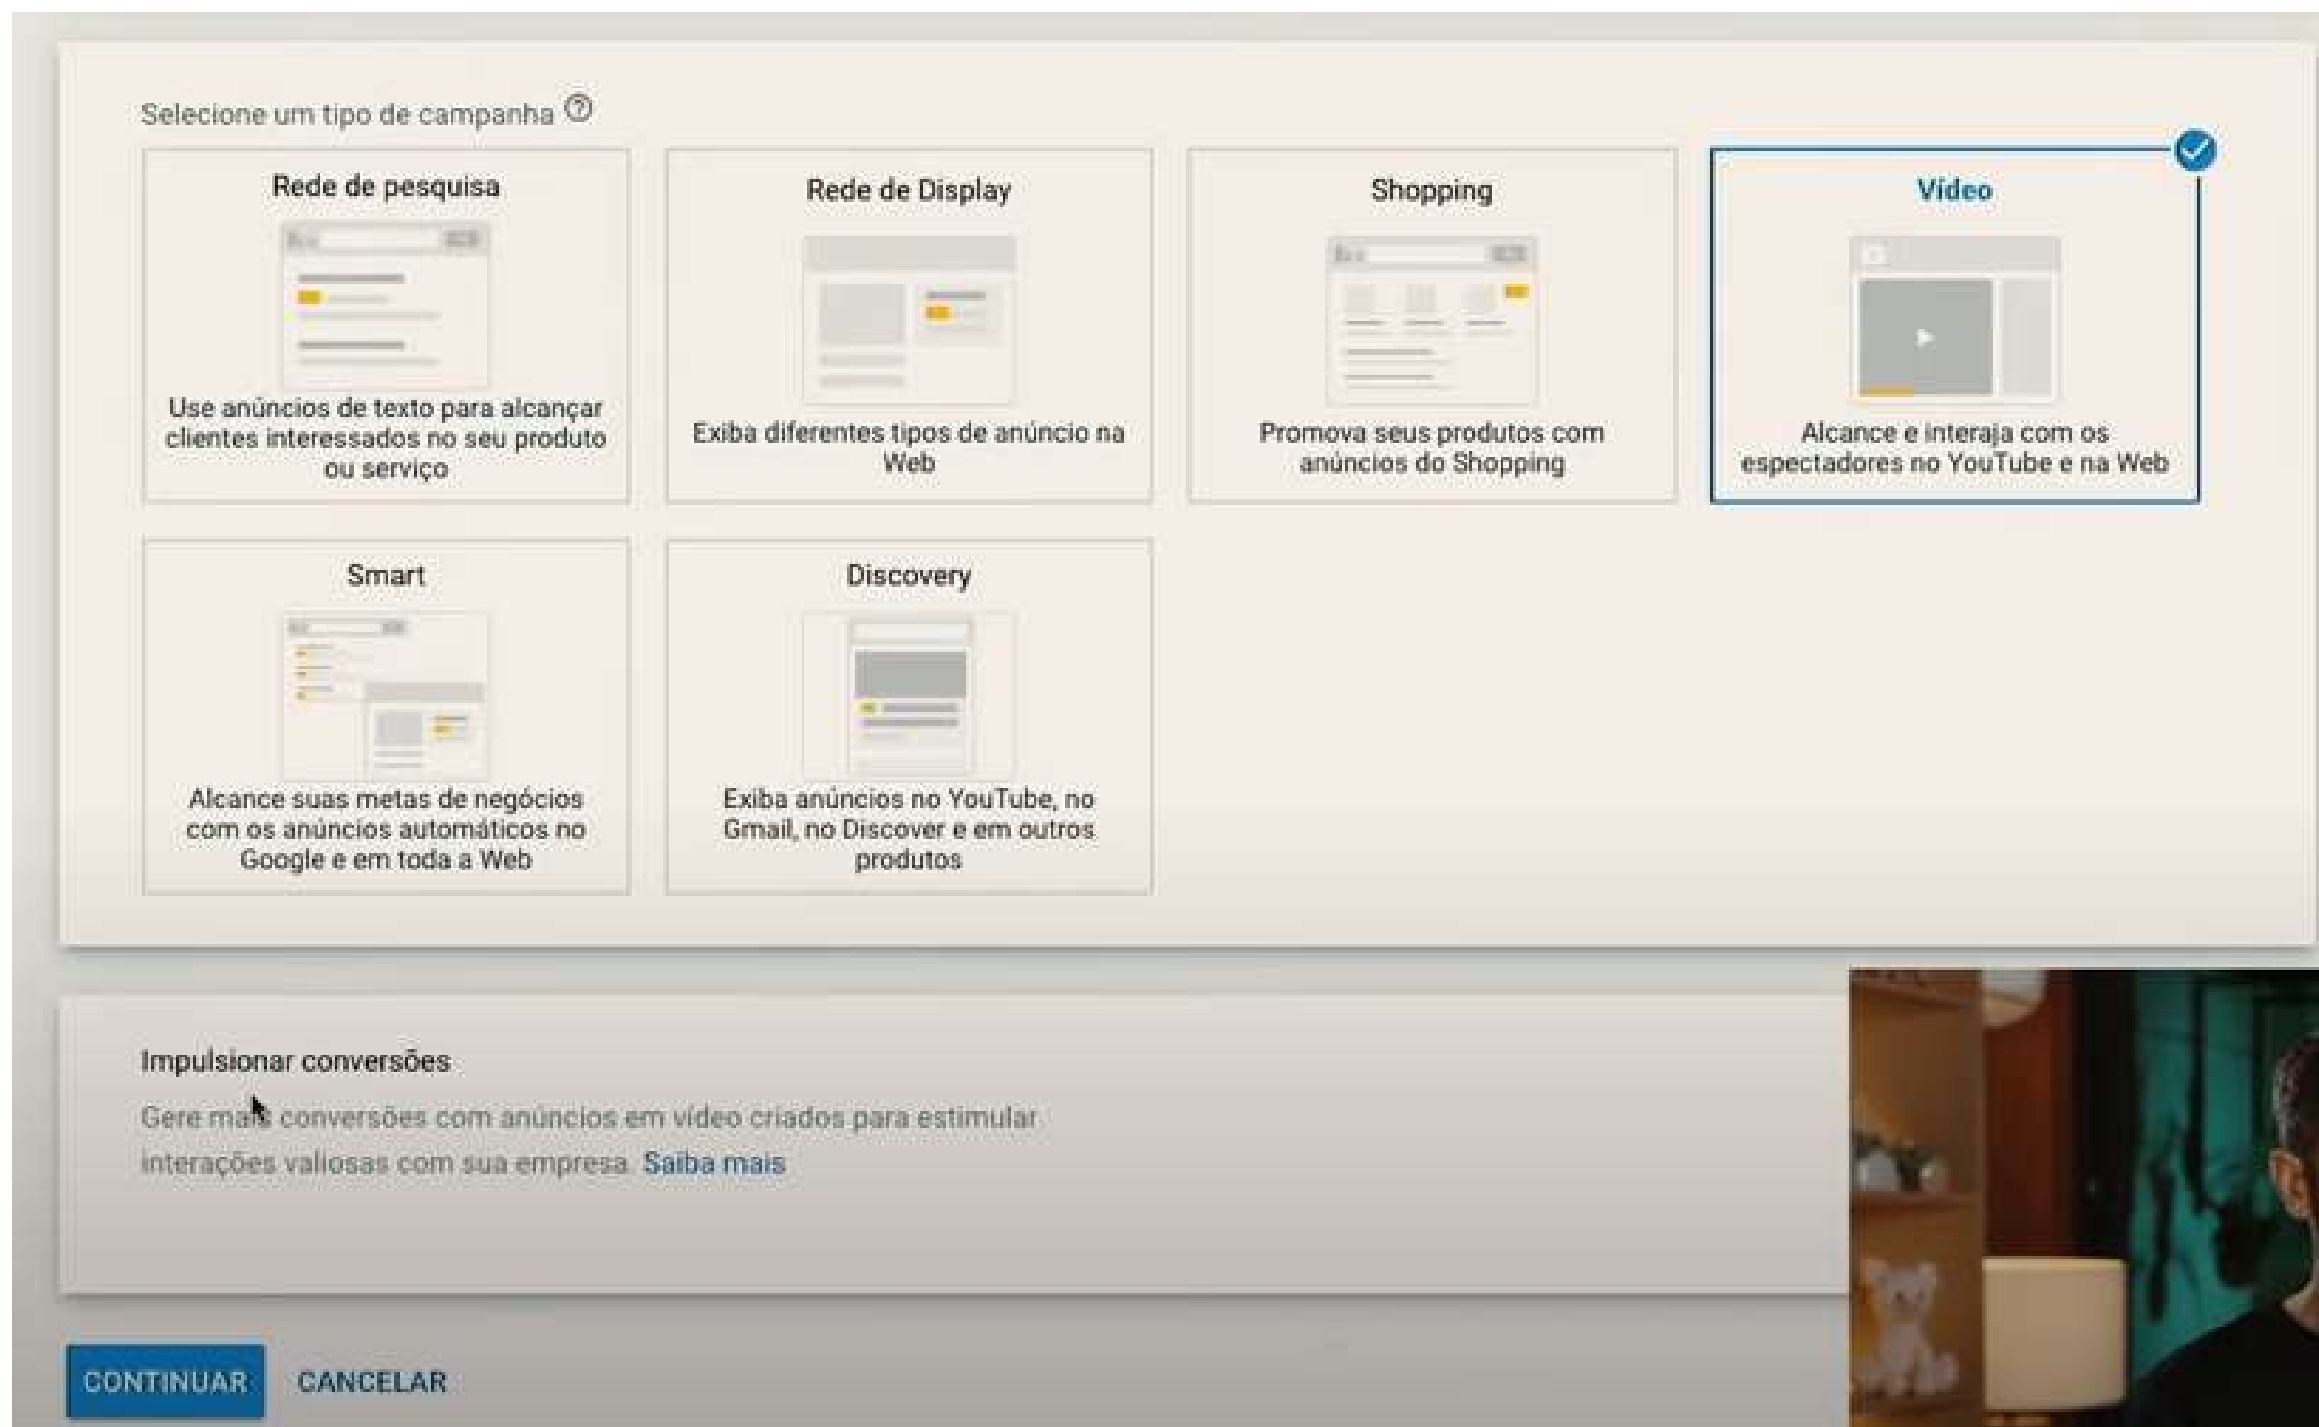 Selecione um tipo de campanha
Rede de pesquisa
Use anúncios de texto para alcançar
clientes interessados no seu produto
ou serviço
Rede de Display
Exiba diferentes tipos de anúncio na
Web
Shopping
Promova seus produtos com
anúncios do Shopping
Vídeo
Alcance e interaja com os
espectadores no YouTube e na Web
Smart
Alcance suas metas de negócios
com os anúncios automáticos no
Google e em toda a Web
Discovery
Exiba anúncios no YouTube, no
Gmail, no Discover e em outros
produtos
Impulsionar conversões
Gere mais conversões com anúncios em vídeo criados para estimular
interações valiosas com sua empresa. Saiba mais
CONTINUAR CANCELAR